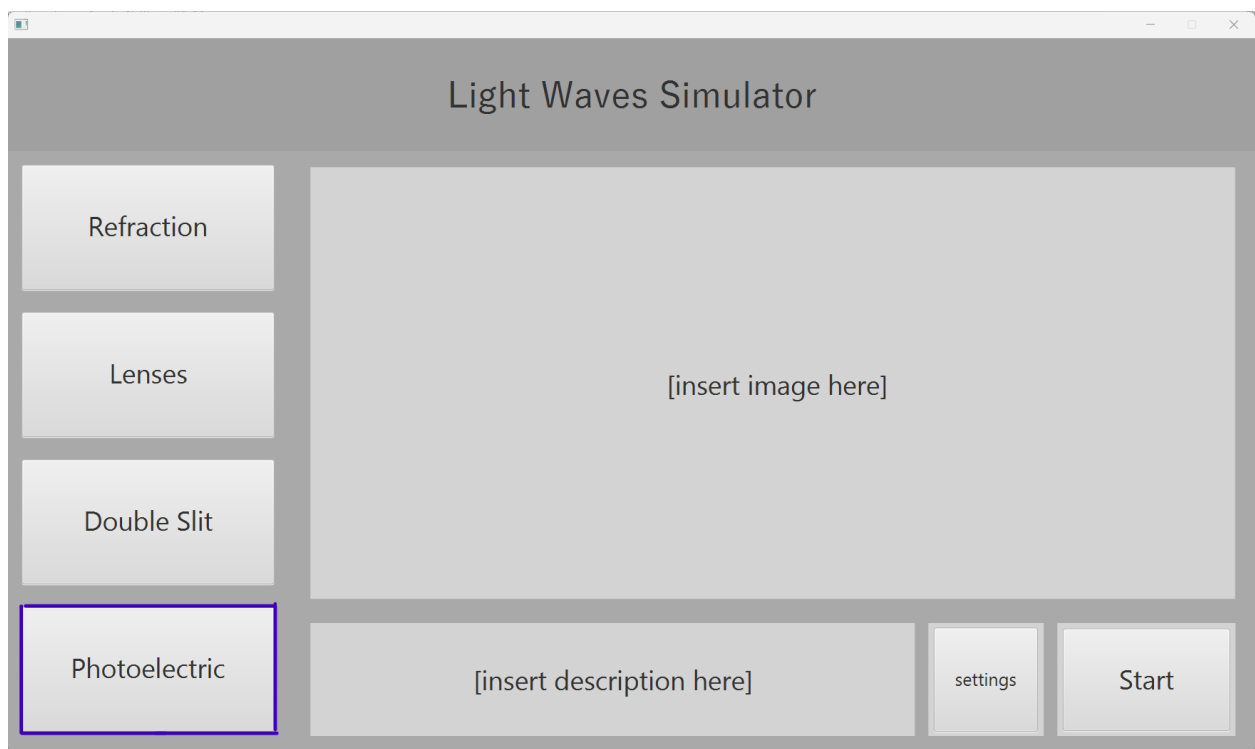 Light Waves Simulator
Refraction
Lenses
Double Slit
Photoelectric
[insert image here]
[insert description here]
settings
Start